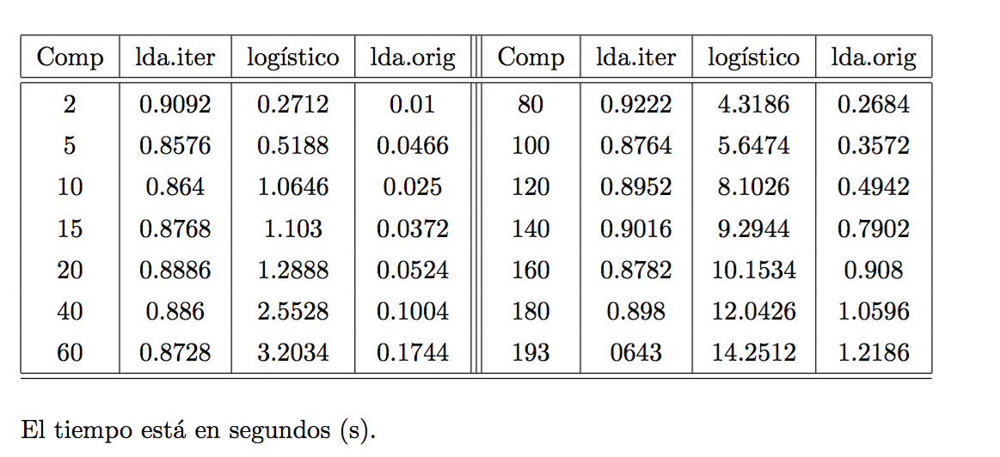 Comp lda.iter logístico lda.orig Comp lda.iter logístico lda.orig
2 0.9092 0.2712 0.01 80 0.9222 4.3186 0.2684
5 0.8576 0.5188 0.0466 100 0.8764 5.6474 0.3572
10 0.864 1.0646 0.025 120 0.8952 8.1026 0.4942
15 0.8768 1.103 0.0372 140 0.9016 9.2944 0.7902
20 0.8886 1.2888 0.0524 160 0.8782 10.1534 0.908
40 0.886 2.5528 0.1004 180 0.898 12.0426 1.0596
60 0.8728 3.2034 0.1744 193 0643 14.2512 1.2186
El tiempo está en segundos (s).